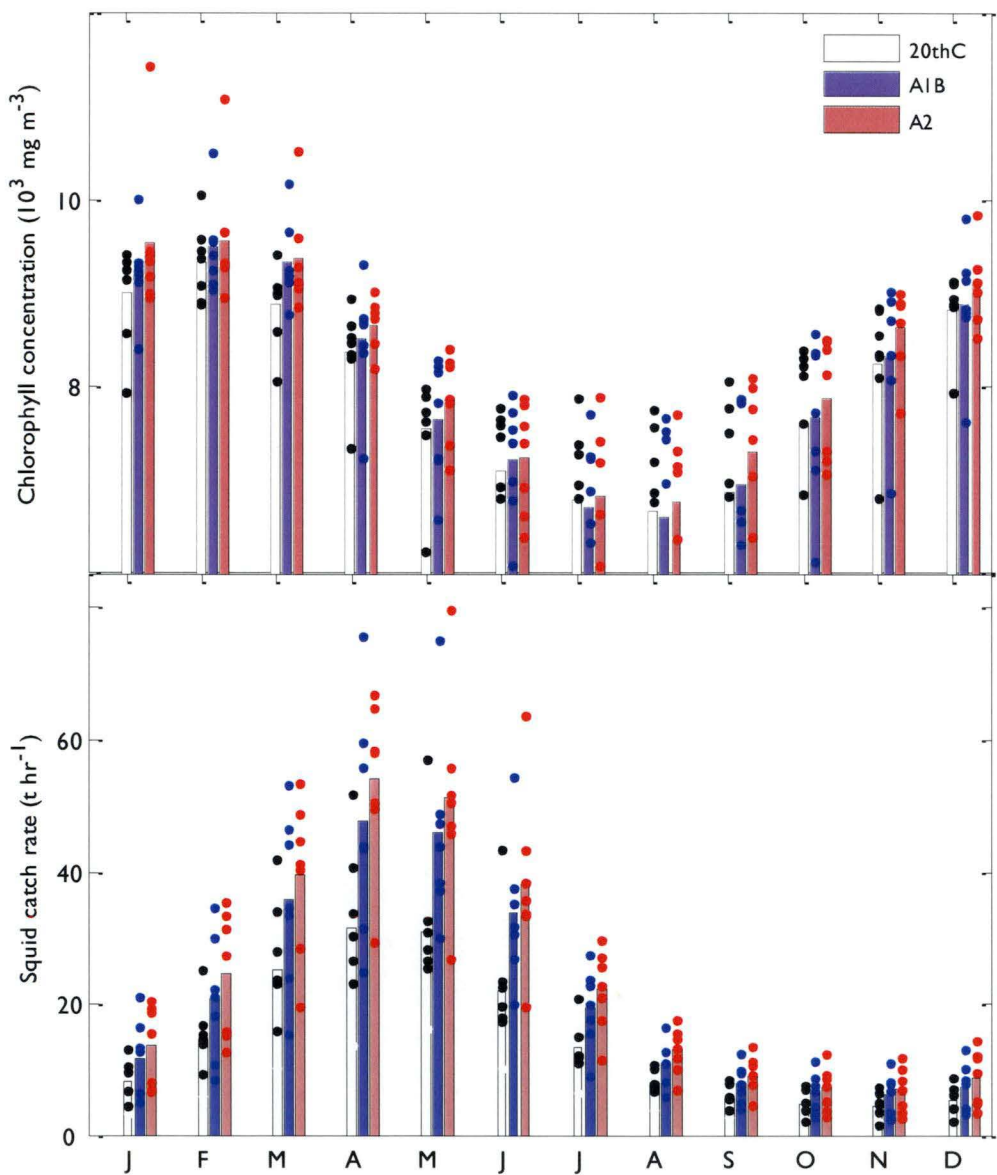 20thC
A1B
A2
Chlorophyll concentration (10³ mg m⁻³)
10
8
Squid catch rate (t hr⁻¹)
60
40
20
0
J F M A M J J A S O N D